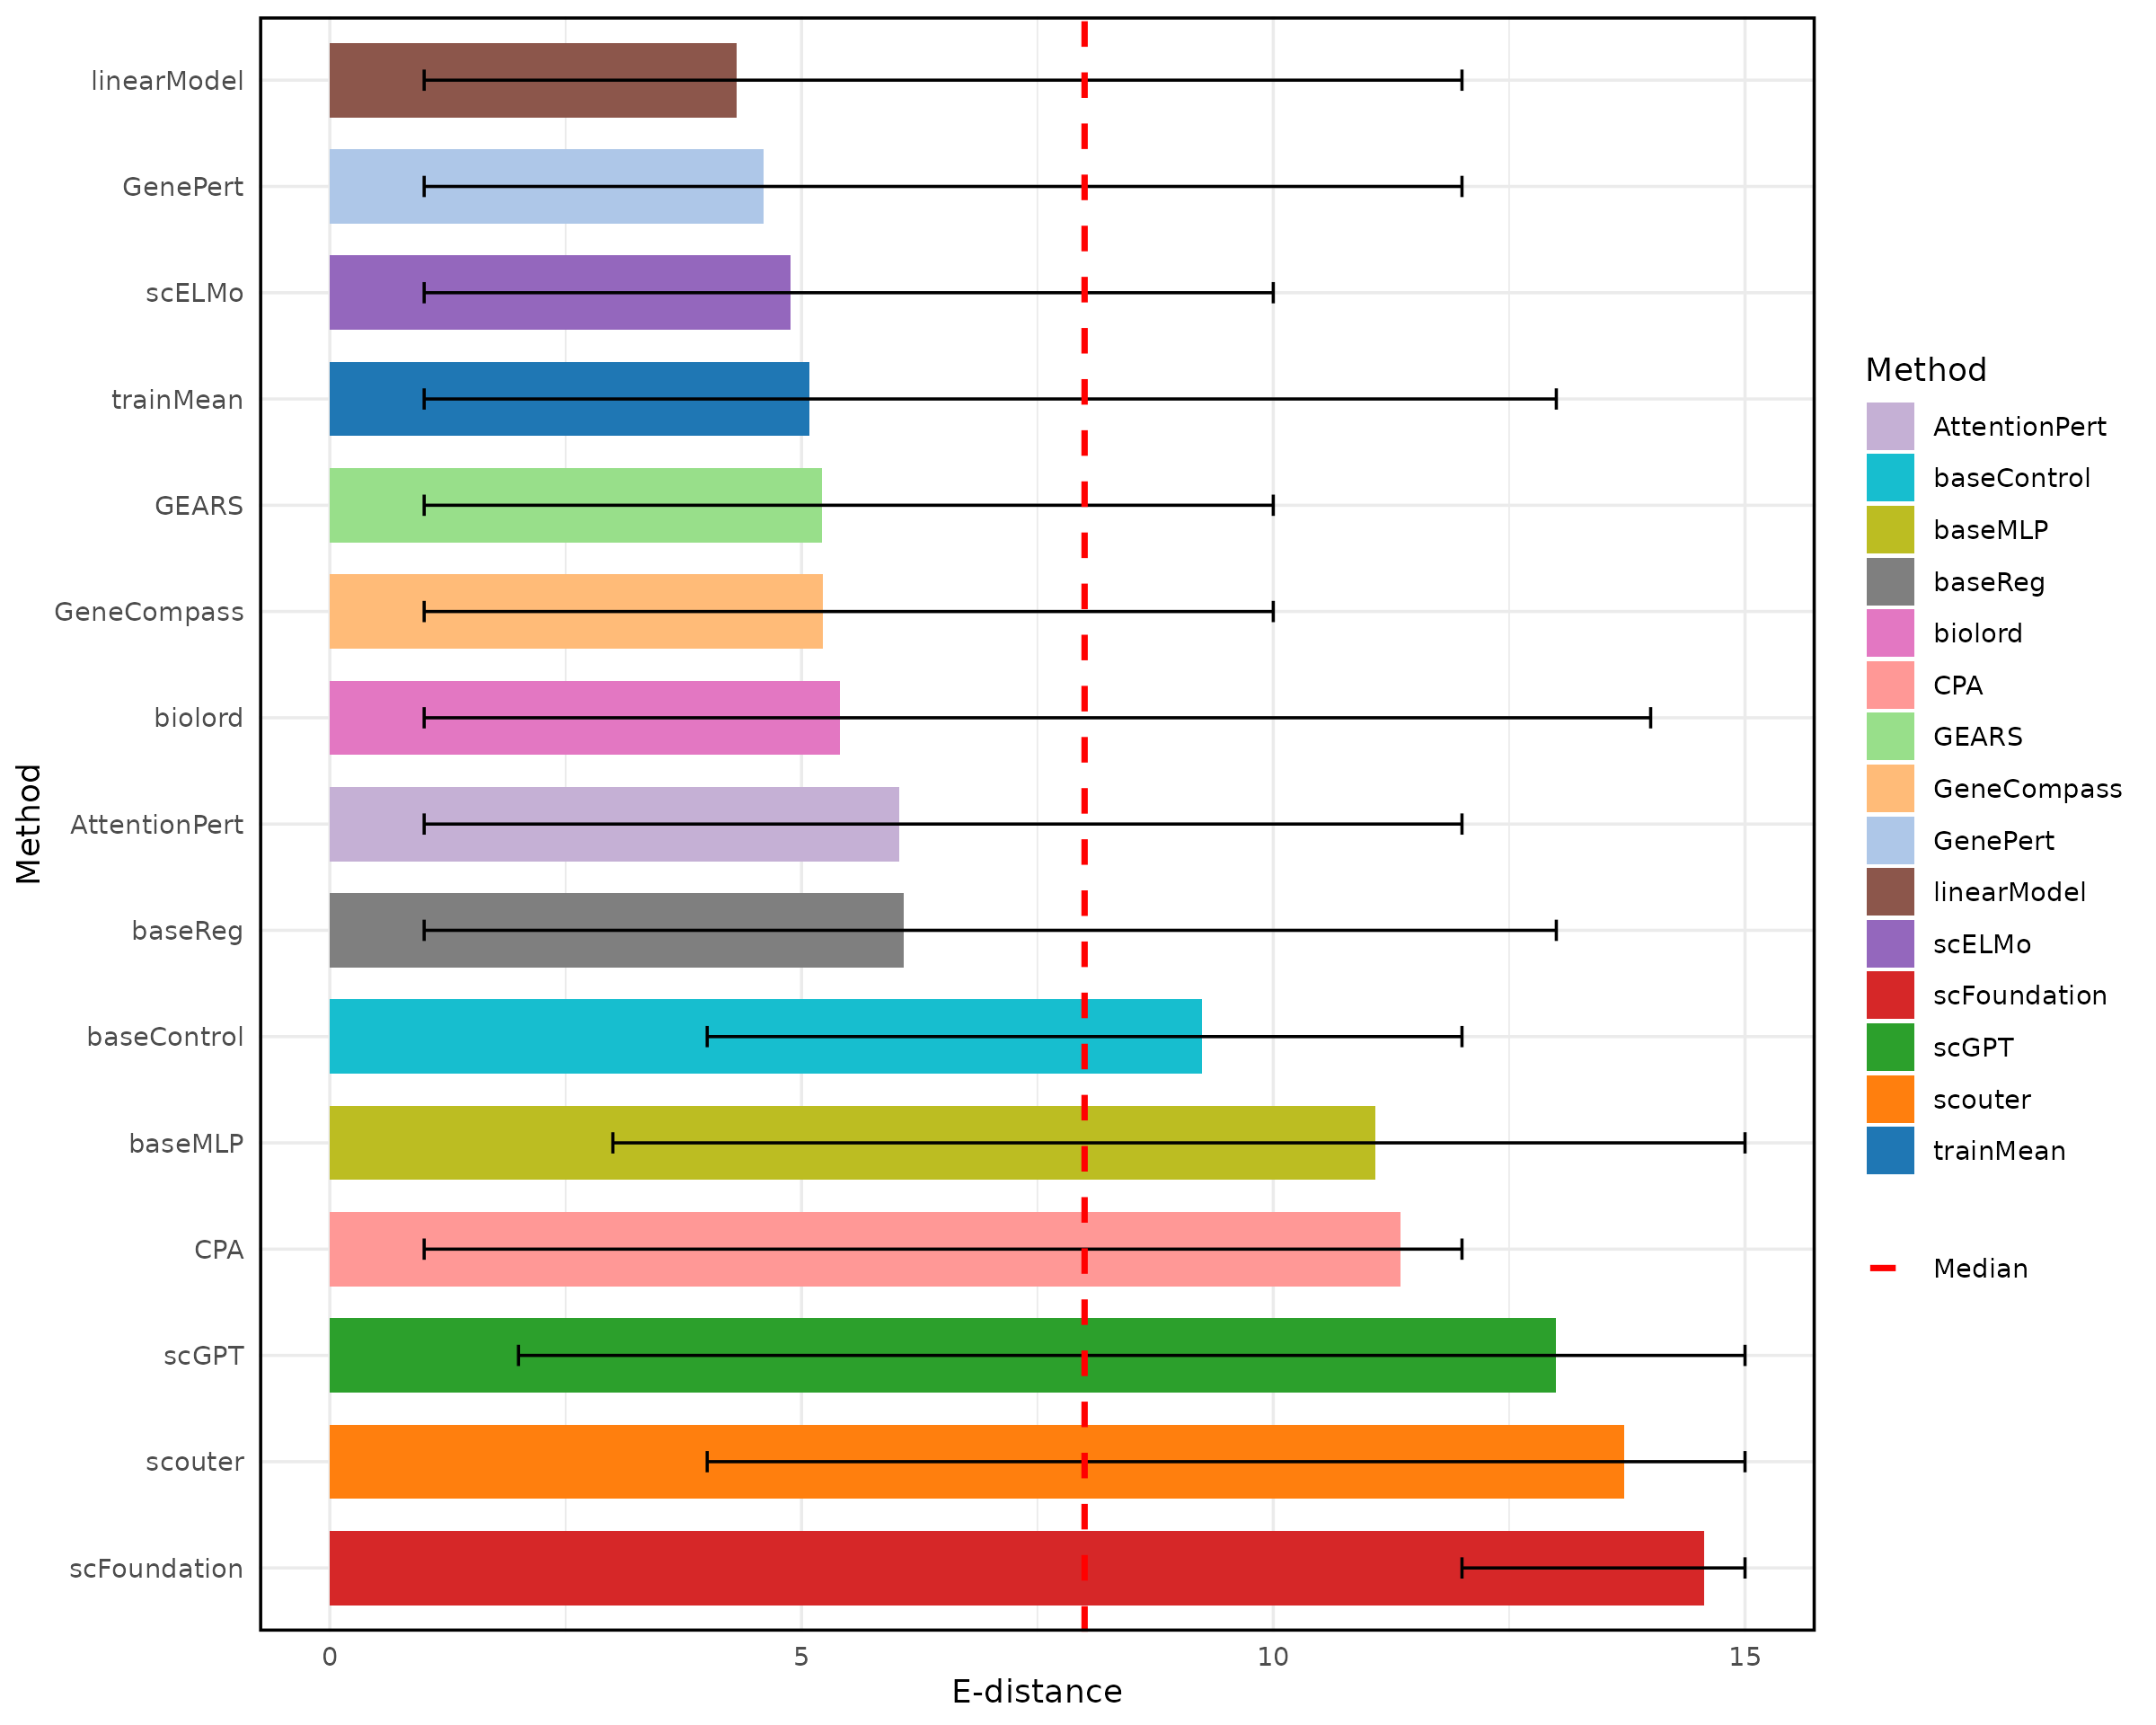 linearModel
GenePert
scELMo
trainMean
GEARS
GeneCompass
biolord
AttentionPert
baseReg
baseControl
baseMLP
CPA
scGPT
scouter
scFoundation
Method
0 5 10 15
E-distance
Method
AttentionPert
baseControl
baseMLP
baseReg
biolord
CPA
GEARS
GeneCompass
GenePert
linearModel
scELMo
scFoundation
scGPT
scouter
trainMean
Median